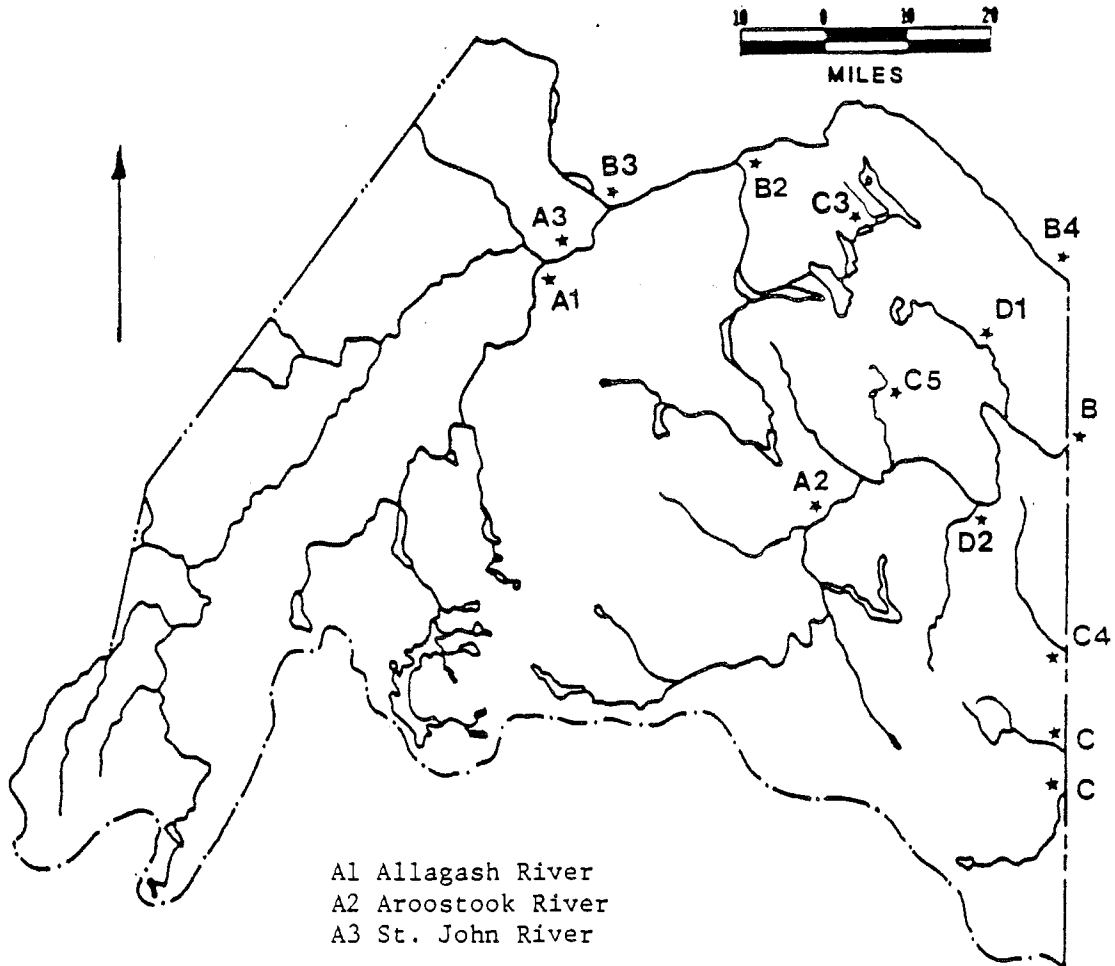 10 0 10 20
MILES
B3
B2
C3
A3
B4
A1
D1
C5
B
A2
D2
C4
C
C
A1 Allagash River
A2 Aroostook River
A3 St. John River